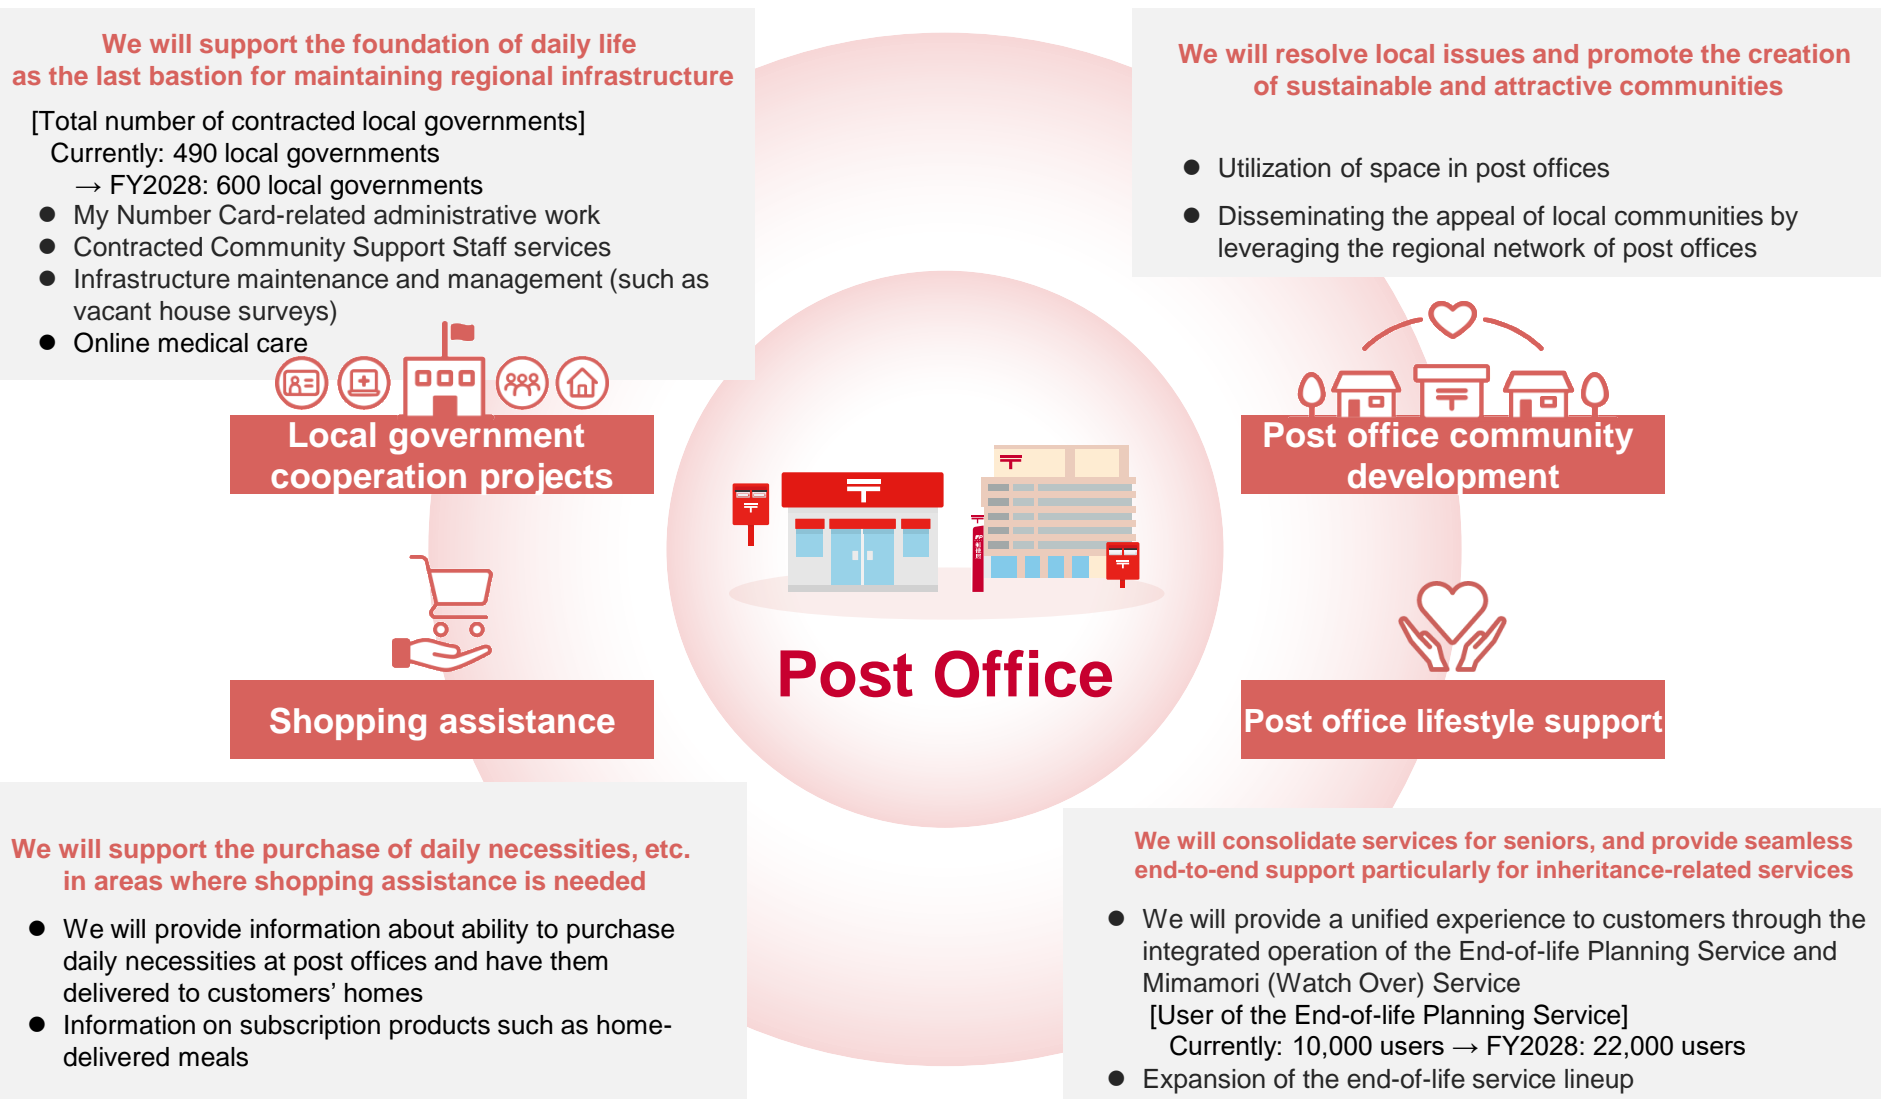 We will support the foundation of daily life
as the last bastion for maintaining regional infrastructure
[Total number of contracted local governments]
Currently: 490 local governments
→ FY2028: 600 local governments
● My Number Card-related administrative work
● Contracted Community Support Staff services
● Infrastructure maintenance and management (such as
vacant house surveys)
● Online medical care
Local government
cooperation projects
We will resolve local issues and promote the creation
of sustainable and attractive communities
● Utilization of space in post offices
● Disseminating the appeal of local communities by
leveraging the regional network of post offices
Post office community
development
Post Office
Shopping assistance
We will support the purchase of daily necessities, etc.
in areas where shopping assistance is needed
● We will provide information about ability to purchase
daily necessities at post offices and have them
delivered to customers’ homes
● Information on subscription products such as home-
delivered meals
Post office lifestyle support
We will consolidate services for seniors, and provide seamless
end-to-end support particularly for inheritance-related services
● We will provide a unified experience to customers through the
integrated operation of the End-of-life Planning Service and
Mimamori (Watch Over) Service
[User of the End-of-life Planning Service]
Currently: 10,000 users → FY2028: 22,000 users
● Expansion of the end-of-life service lineup